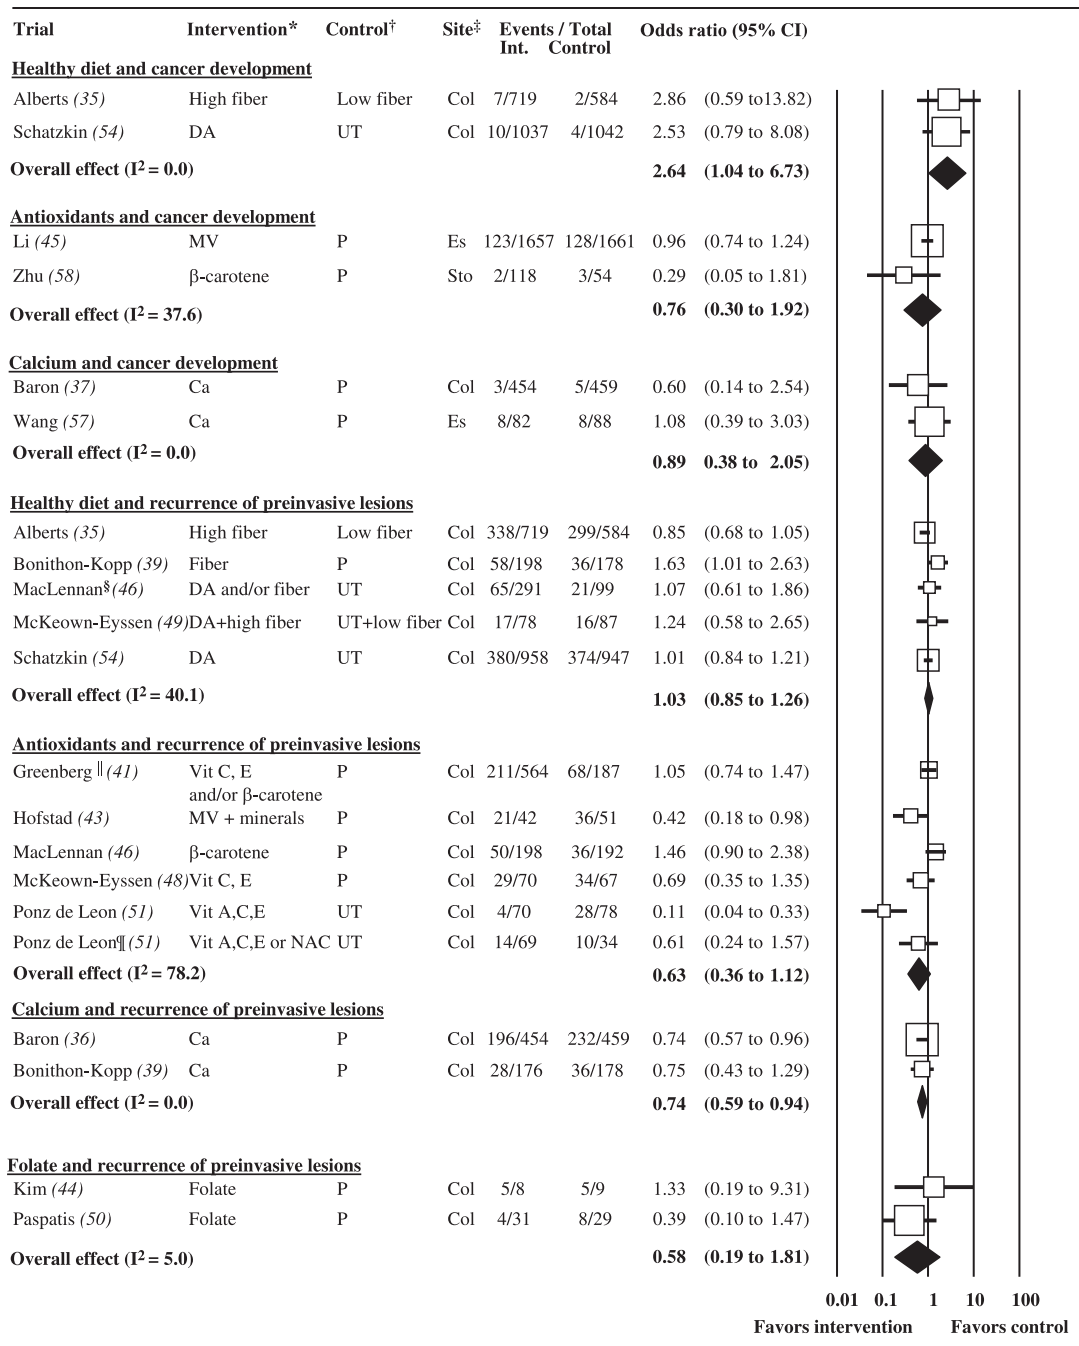 Trial Intervention* Control† Site‡ Events / Total Odds ratio (95% CI)
Int. Control
Healthy diet and cancer development
Alberts (35) High fiber Low fiber Col 7/719 2/584 2.86 (0.59 to13.82)
Schatzkin (54) DA UT Col 10/1037 4/1042 2.53 (0.79 to 8.08)
Overall effect (I² = 0.0) 2.64 (1.04 to 6.73)
Antioxidants and cancer development
Li (45) MV P Es 123/1657 128/1661 0.96 (0.74 to 1.24)
Zhu (58) β-carotene P Sto 2/118 3/54 0.29 (0.05 to 1.81)
Overall effect (I² = 37.6) 0.76 (0.30 to 1.92)
Calcium and cancer development
Baron (37) Ca P Col 3/454 5/459 0.60 (0.14 to 2.54)
Wang (57) Ca P Es 8/82 8/88 1.08 (0.39 to 3.03)
Overall effect (I² = 0.0) 0.89 0.38 to 2.05)
Healthy diet and recurrence of preinvasive lesions
Alberts (35) High fiber Low fiber Col 338/719 299/584 0.85 (0.68 to 1.05)
Bonithon-Kopp (39) Fiber P Col 58/198 36/178 1.63 (1.01 to 2.63)
MacLennan§ (46) DA and/or fiber UT Col 65/291 21/99 1.07 (0.61 to 1.86)
McKeown-Eyssen (49) DA+high fiber UT+low fiber Col 17/78 16/87 1.24 (0.58 to 2.65)
Schatzkin (54) DA UT Col 380/958 374/947 1.01 (0.84 to 1.21)
Overall effect (I² = 40.1) 1.03 (0.85 to 1.26)
Antioxidants and recurrence of preinvasive lesions
Greenberg ‖ (41) Vit C, E P Col 211/564 68/187 1.05 (0.74 to 1.47)
and/or β-carotene
Hofstad (43) MV + minerals P Col 21/42 36/51 0.42 (0.18 to 0.98)
MacLennan (46) β-carotene P Col 50/198 36/192 1.46 (0.90 to 2.38)
McKeown-Eyssen (48) Vit C, E P Col 29/70 34/67 0.69 (0.35 to 1.35)
Ponz de Leon (51) Vit A,C,E UT Col 4/70 28/78 0.11 (0.04 to 0.33)
Ponz de Leon¶ (51) Vit A,C,E or NAC UT Col 14/69 10/34 0.61 (0.24 to 1.57)
Overall effect (I² = 78.2) 0.63 (0.36 to 1.12)
Calcium and recurrence of preinvasive lesions
Baron (36) Ca P Col 196/454 232/459 0.74 (0.57 to 0.96)
Bonithon-Kopp (39) Ca P Col 28/176 36/178 0.75 (0.43 to 1.29)
Overall effect (I² = 0.0) 0.74 (0.59 to 0.94)
Folate and recurrence of preinvasive lesions
Kim (44) Folate P Col 5/8 5/9 1.33 (0.19 to 9.31)
Paspatis (50) Folate P Col 4/31 8/29 0.39 (0.10 to 1.47)
Overall effect (I² = 5.0) 0.58 (0.19 to 1.81)
0.01 0.1 1 10 100
Favors intervention Favors control